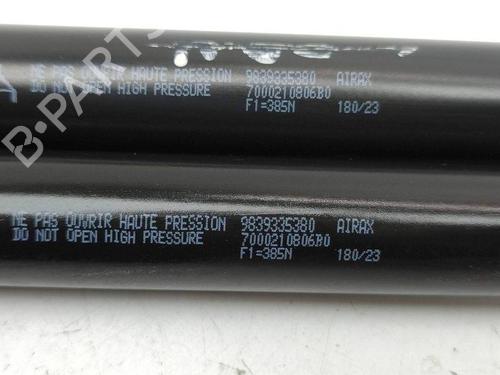 B-PARTS
NE PAS OUVRIR HAUTE PRESSION 9839335380 AIRAX
DO NOT OPEN HIGH PRESSURE 7000210806B0
F1=385N 180/23
NE PAS OUVRIR HAUTE PRESSION 9839335380 AIRAX
DO NOT OPEN HIGH PRESSURE 7000210806B0
F1=385N 180/23